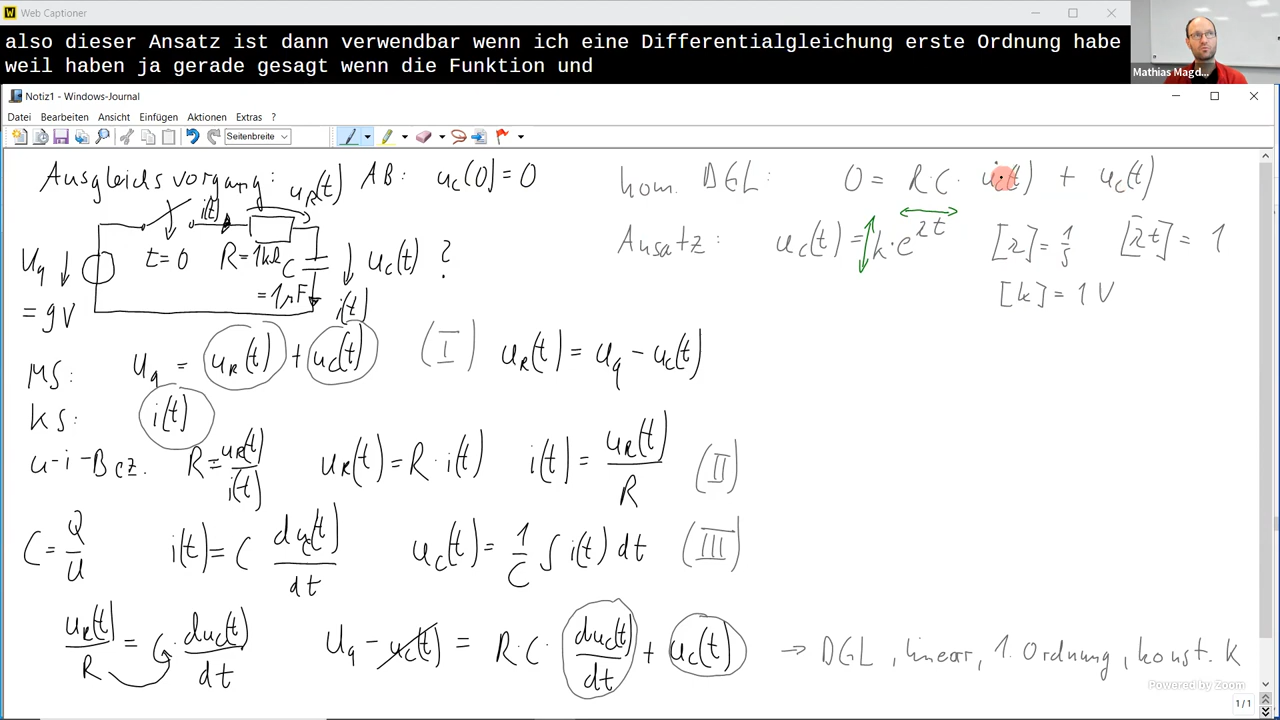 Web Captioner
also dieser Ansatz ist dann verwendbar wenn ich eine Differentialgleichung erste Ordnung habe
weil haben ja gerade gesagt wenn die Funktion und
Mathias Magd...
Notiz1 - Windows-Journal
Datei Bearbeiten Ansicht Einfügen Aktionen Extras ?
Seitenbreite
Ausgleichsvorgang: AB: u_C(0) = 0
u_R(t)
i(t)
t=0 R=1kΩ C = 1µF
U_q = 9V
u_C(t) ?
i(t)
MS: U_q = u_R(t) + u_C(t) (I) u_R(t) = U_q - u_C(t)
KS: i(t)
u-i-Bez. R = u_R(t)/i(t) u_R(t) = R · i(t) i(t) = u_R(t)/R (II)
C = Q/U i(t) = C du_C(t)/dt u_C(t) = 1/C ∫ i(t) dt (III)
u_R(t)/R = C · du_C(t)/dt U_q - u_C(t) = R·C· du_C(t)/dt + u_C(t) → DGL, linear, 1. Ordnung, konst. K
hom. DGL: 0 = R·C· u̇_C(t) + u_C(t)
Ansatz: u_C(t) = k·e^{λt} [λ] = 1/s [λt] = 1
[k] = 1 V
Powered by Zoom
1/1